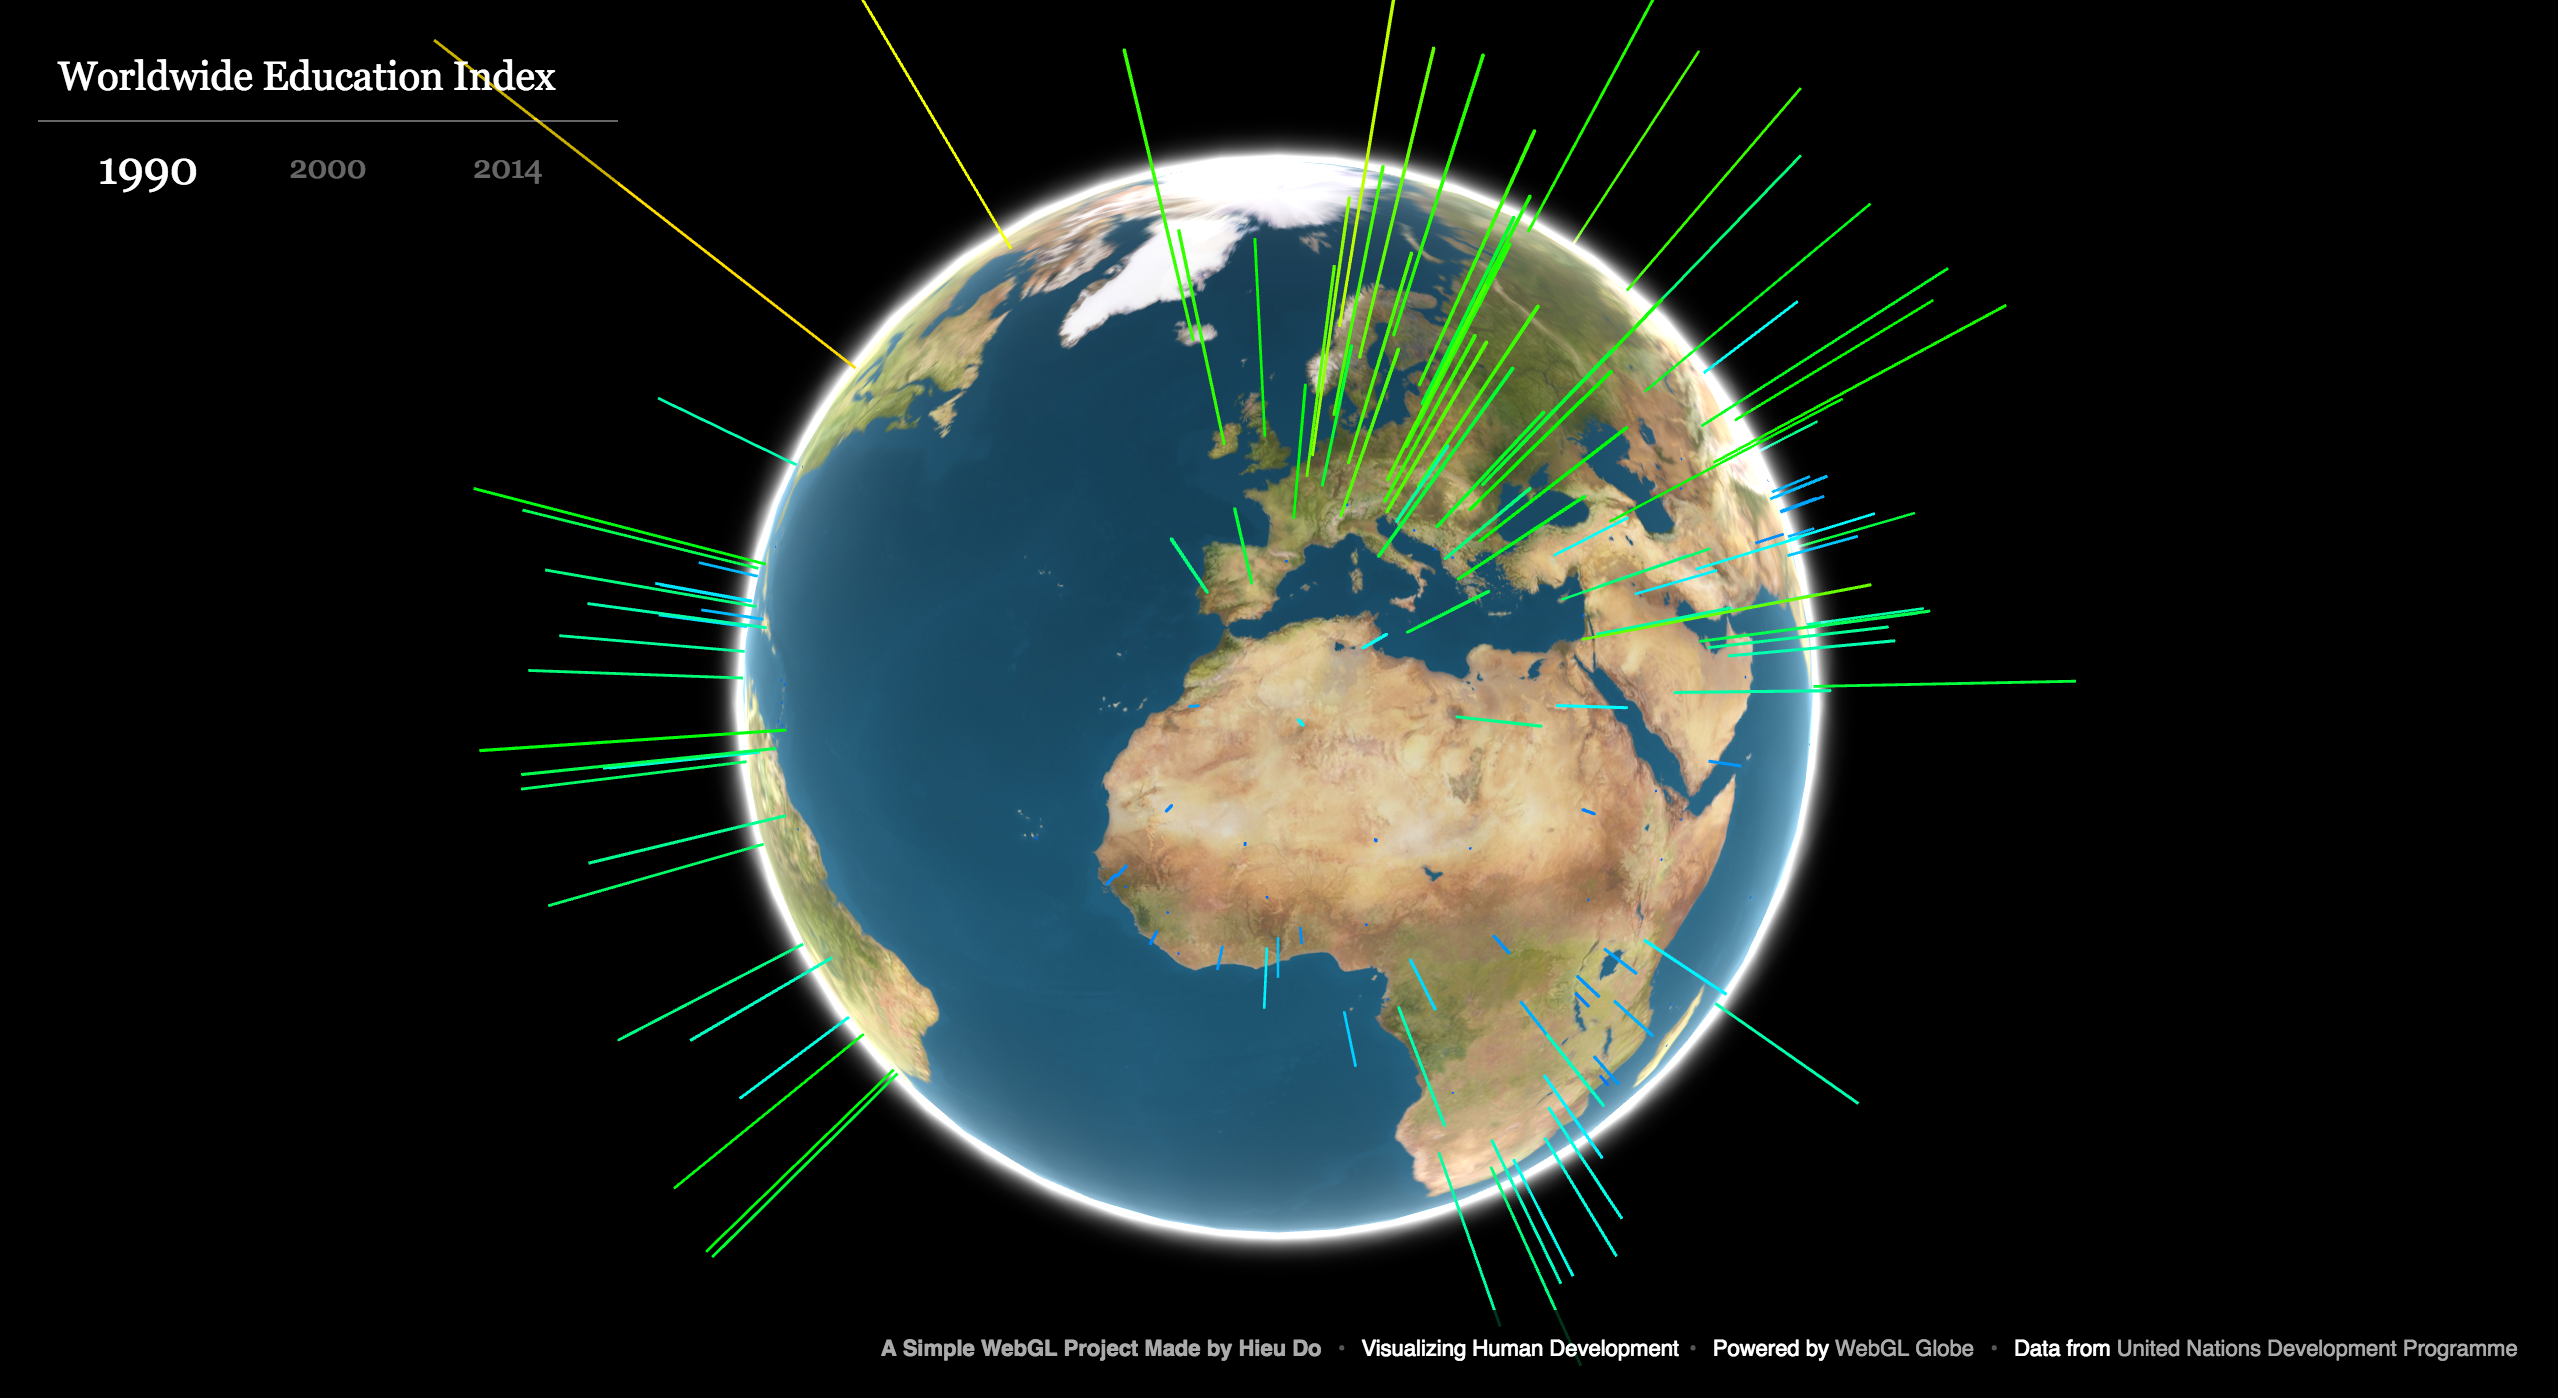 Worldwide Education Index
1990 2000 2014
A Simple WebGL Project Made by Hieu Do • Visualizing Human Development • Powered by WebGL Globe • Data from United Nations Development Programme